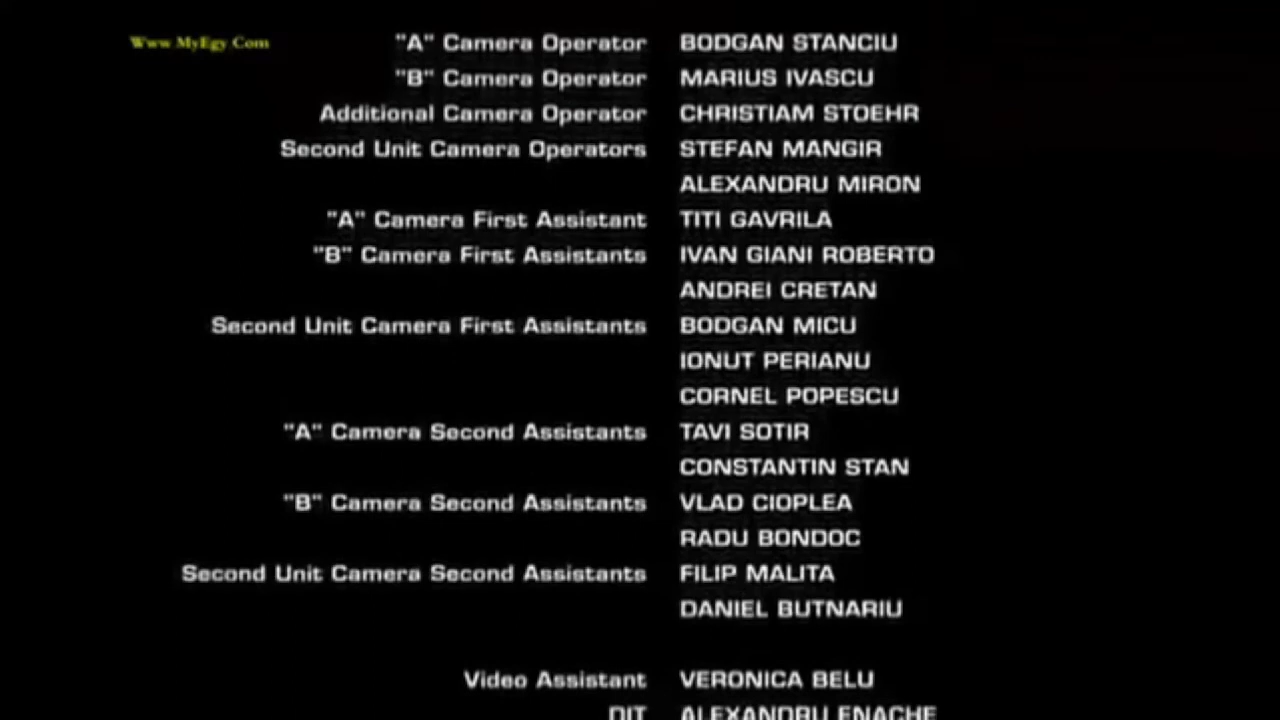 Www.MyEgy.Com
"A" Camera Operator BODGAN STANCIU
"B" Camera Operator MARIUS IVASCU
Additional Camera Operator CHRISTIAM STOEHR
Second Unit Camera Operators STEFAN MANGIR
ALEXANDRU MIRON
"A" Camera First Assistant TITI GAVRILA
"B" Camera First Assistants IVAN GIANI ROBERTO
ANDREI CRETAN
Second Unit Camera First Assistants BODGAN MICU
IONUT PERIANU
CORNEL POPESCU
"A" Camera Second Assistants TAVI SOTIR
CONSTANTIN STAN
"B" Camera Second Assistants VLAD CIOPLEA
RADU BONDOC
Second Unit Camera Second Assistants FILIP MALITA
DANIEL BUTNARIU
Video Assistant VERONICA BELU
DIT ALEXANDRU ENACHE